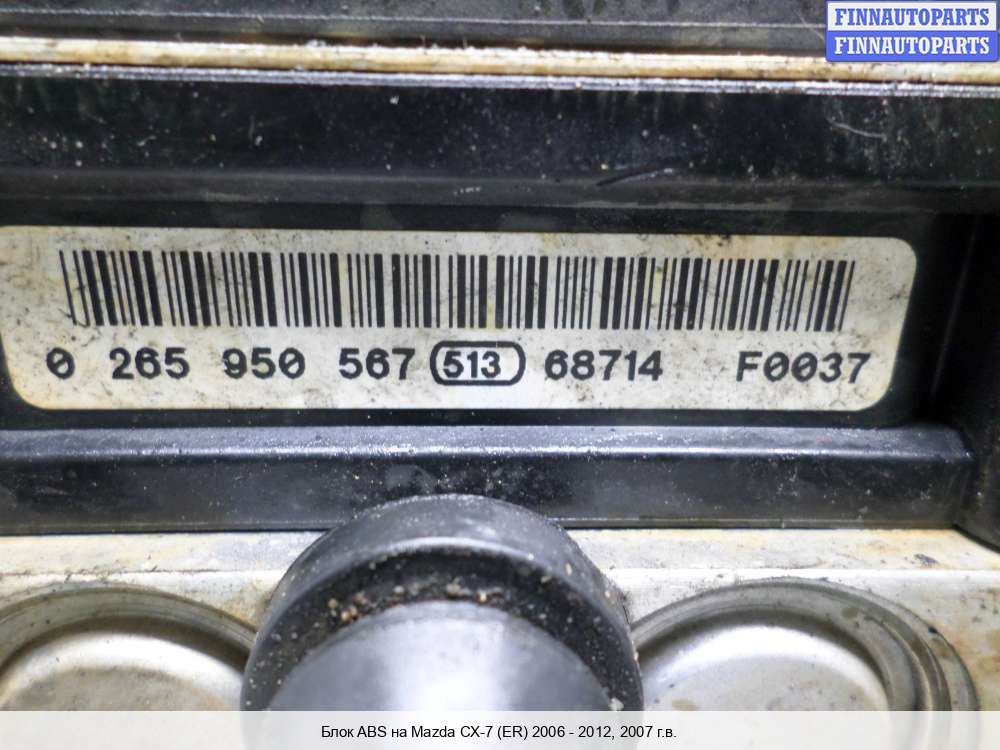 FINNAUTOPARTS
FINNAUTOPARTS
0 265 950 567 513 68714 F0037
Блок ABS на Mazda CX-7 (ER) 2006 - 2012, 2007 г.в.